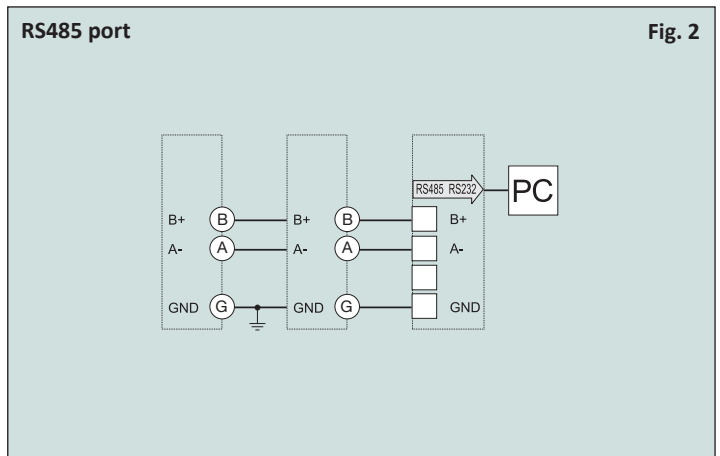 RS485 port Fig. 2
RS485 RS232 PC
B+ B B+ B B+
A- A A- A A-
GND G GND G GND